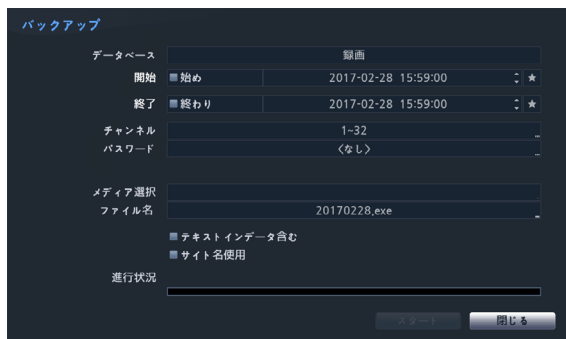 バックアップ
データベース 録画
開始 始め 2017-02-28 15:59:00
終了 終わり 2017-02-28 15:59:00
チャンネル 1~32 ...
パスワード 〈なし〉 ...
メディア選択
ファイル名 20170228.exe ...
テキストインデータ含む
サイト名使用
進行状況
スタート 閉じる